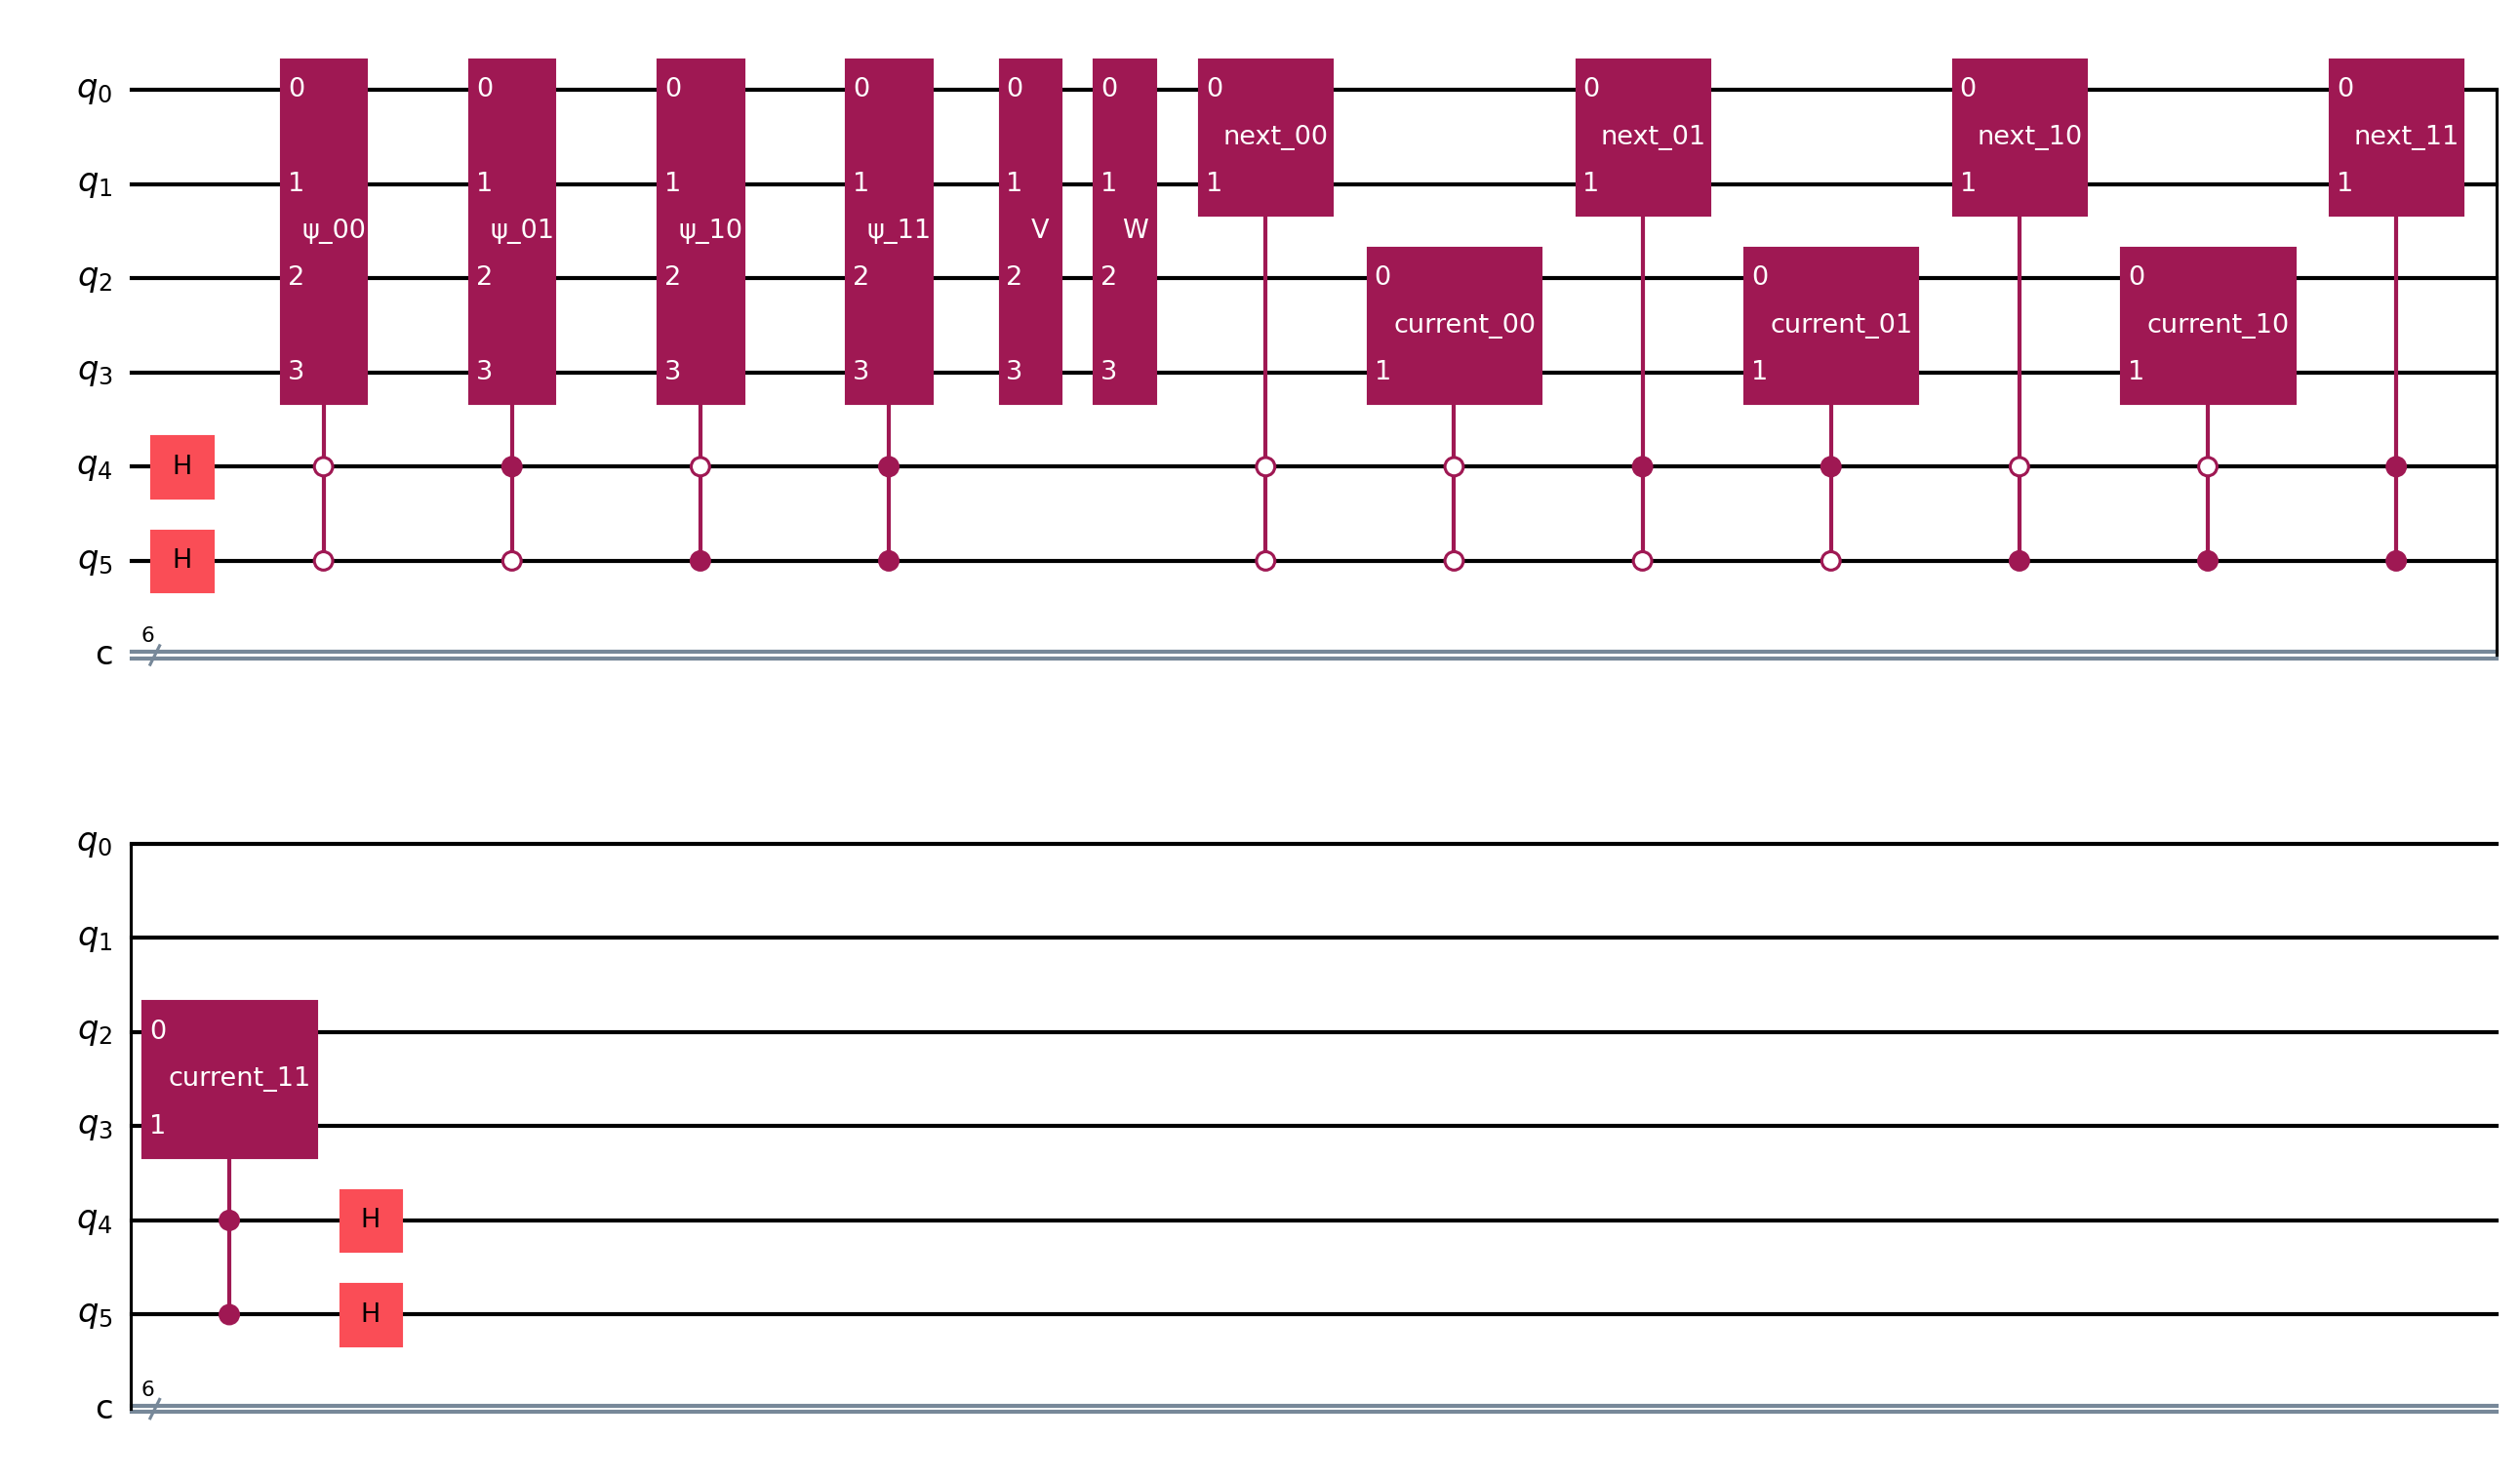 q0 0 0 0 0 0 0 0 0 0 0
next_00 next_01 next_10 next_11
q1 1 1 1 1 1 1 1 1 1 1
ψ_00 ψ_01 ψ_10 ψ_11 V W
q2 2 2 2 2 2 2 0 0 0
current_00 current_01 current_10
q3 3 3 3 3 3 3 1 1 1
q4 H
q5 H
6
c
q0
q1
q2 0
current_11
q3 1
q4 H
q5 H
6
c